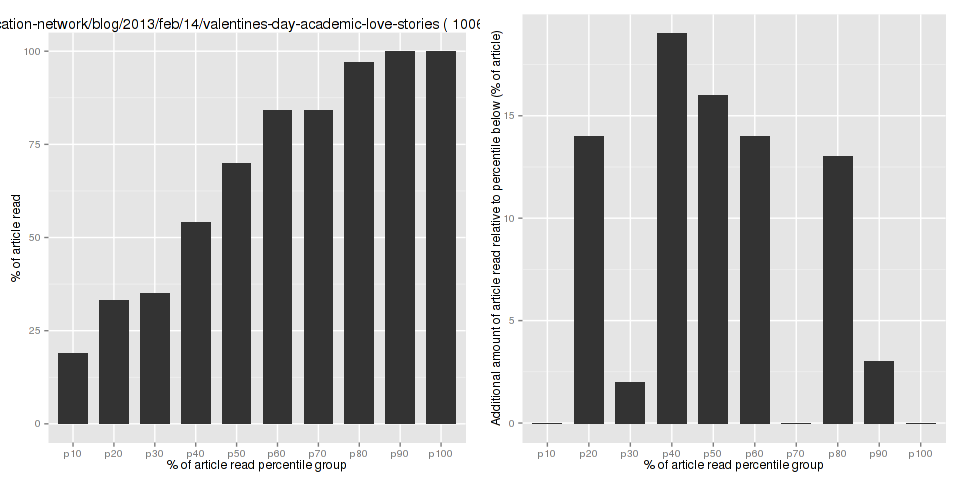 cation-network/blog/2013/feb/14/valentines-day-academic-love-stories ( 1006
% of article read
100
75
50
25
0
p10 p20 p30 p40 p50 p60 p70 p80 p90 p100
% of article read percentile group
Additional amount of article read relative to percentile below (% of article)
15
10
5
0
p10 p20 p30 p40 p50 p60 p70 p80 p90 p100
% of article read percentile group